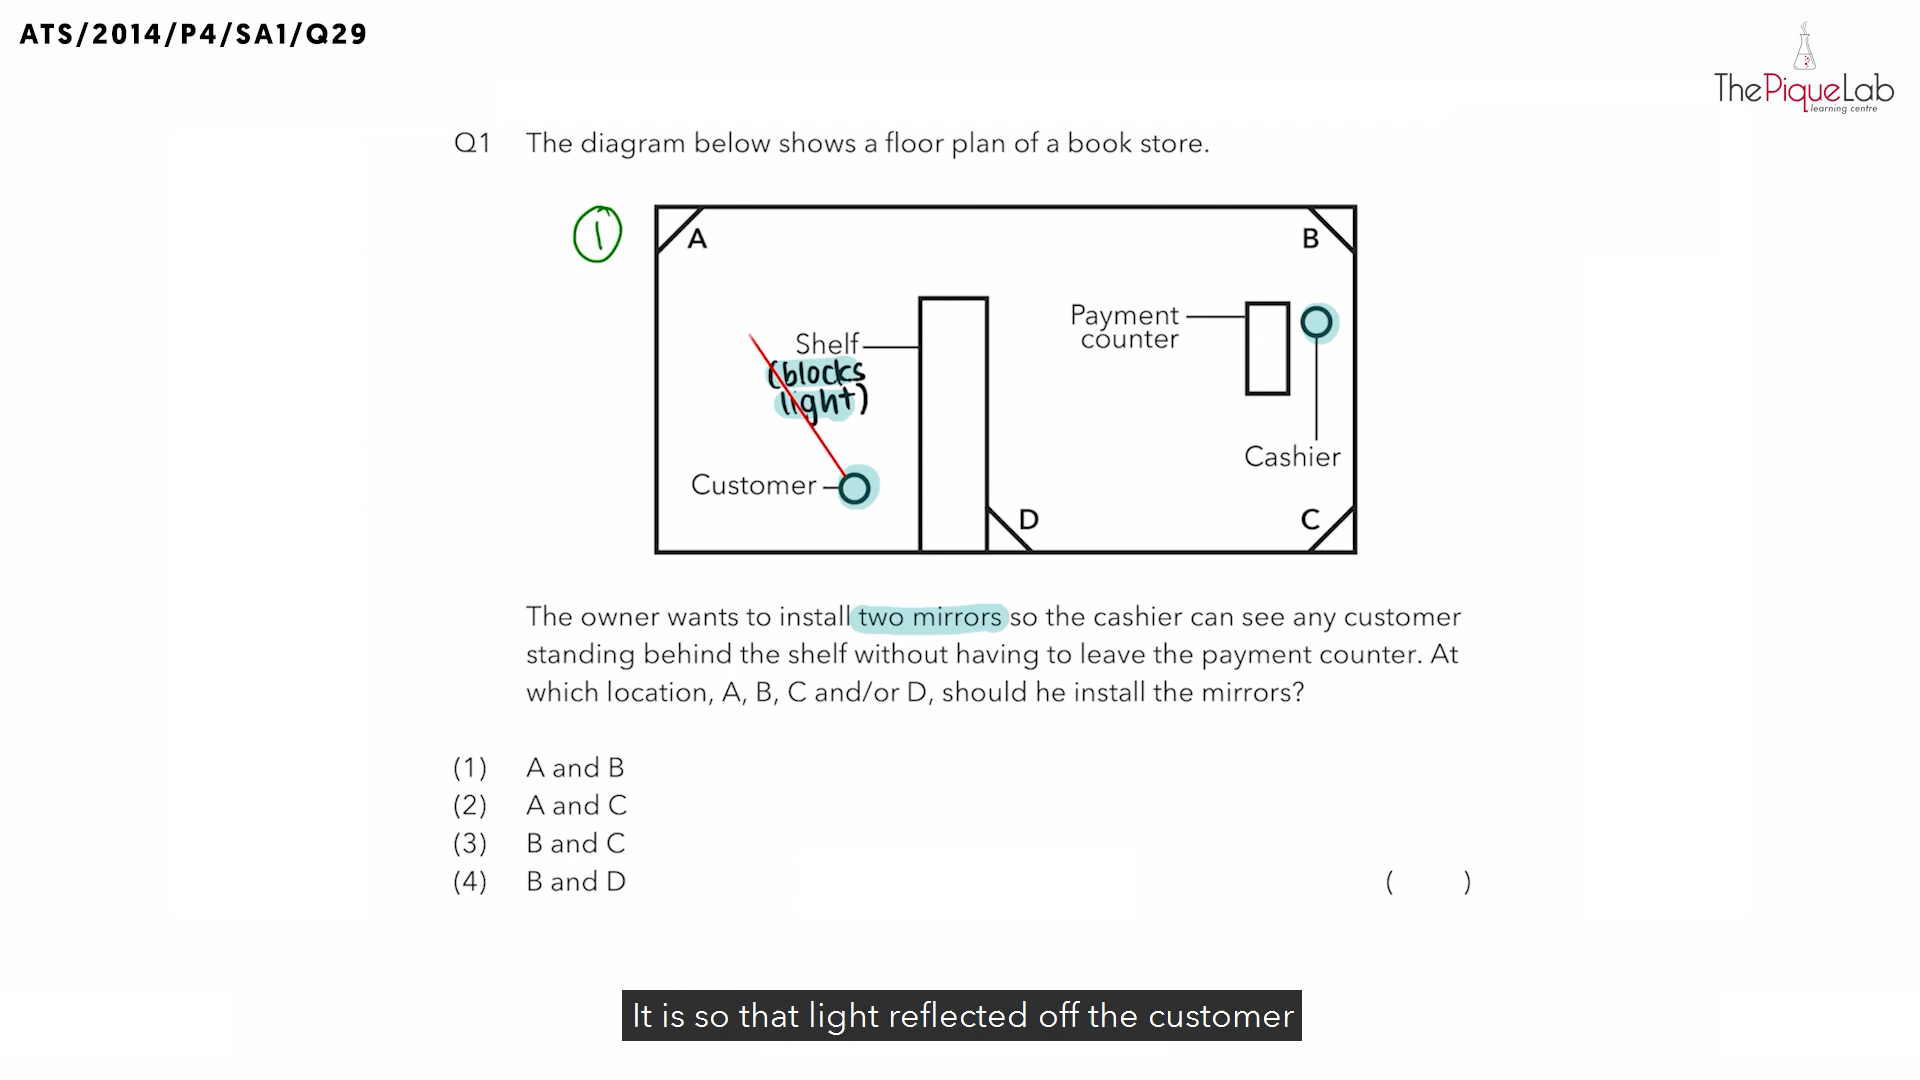 ATS/2014/P4/SA1/Q29
ThePiqueLab
learning centre
Q1 The diagram below shows a floor plan of a book store.
1
A
B
Shelf
(blocks
light)
Payment
counter
Customer
Cashier
D
C
The owner wants to install two mirrors so the cashier can see any customer
standing behind the shelf without having to leave the payment counter. At
which location, A, B, C and/or D, should he install the mirrors?
(1) A and B
(2) A and C
(3) B and C
(4) B and D ( )
It is so that light reflected off the customer